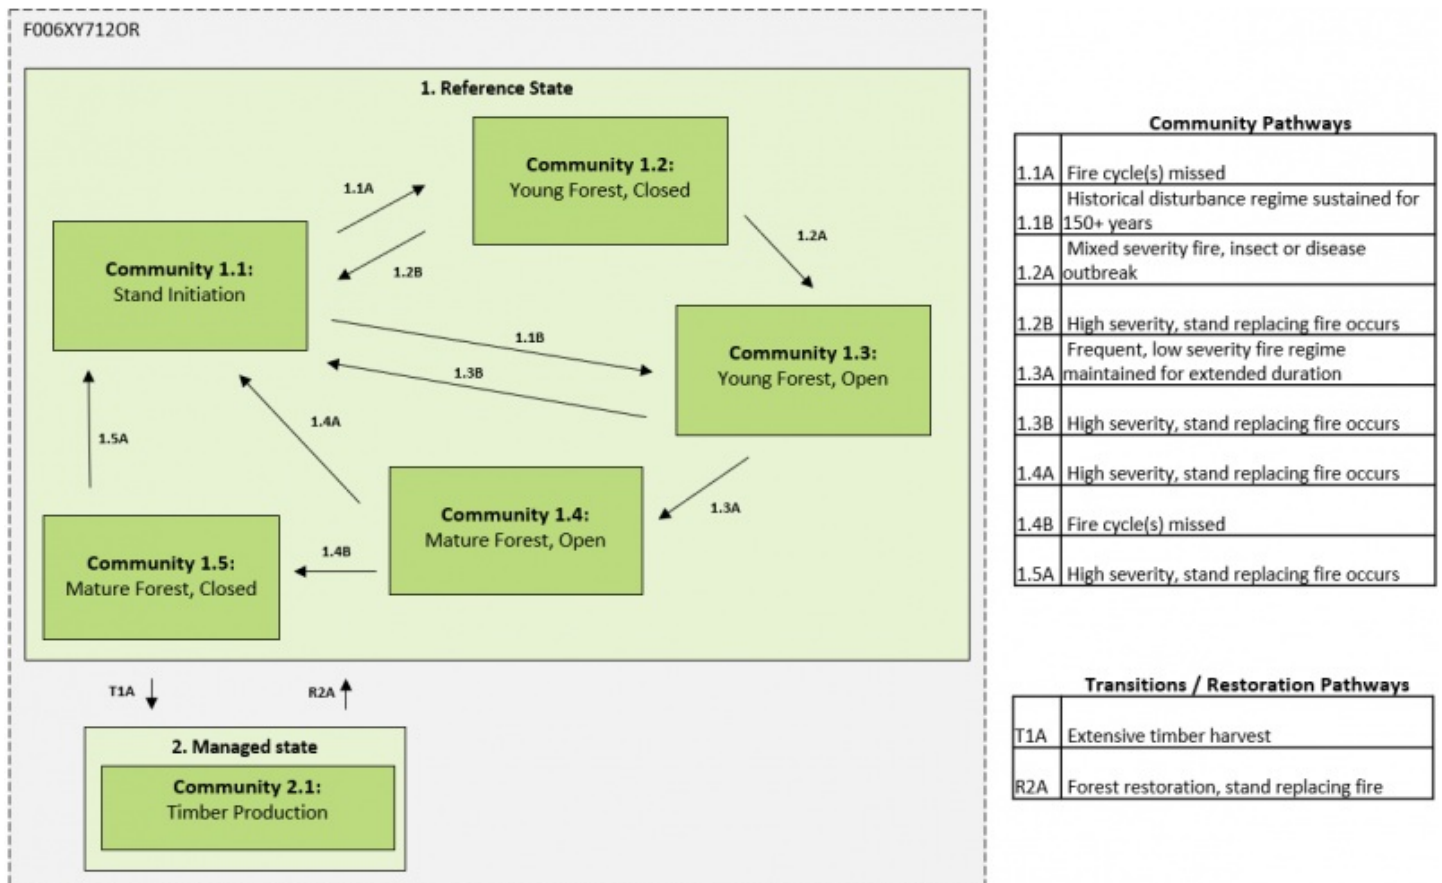 F006XY712OR
1. Reference State
Community 1.2:
Young Forest, Closed
1.1A
1.2A
Community 1.1:
Stand Initiation
1.2B
1.1B
Community 1.3:
Young Forest, Open
1.3B
1.4A
1.5A
Community 1.4:
Mature Forest, Open
1.3A
1.4B
Community 1.5:
Mature Forest, Closed
T1A
R2A
2. Managed state
Community 2.1:
Timber Production
Community Pathways
1.1A Fire cycle(s) missed
Historical disturbance regime sustained for
1.1B 150+ years
Mixed severity fire, insect or disease
1.2A outbreak
1.2B High severity, stand replacing fire occurs
Frequent, low severity fire regime
1.3A maintained for extended duration
1.3B High severity, stand replacing fire occurs
1.4A High severity, stand replacing fire occurs
1.4B Fire cycle(s) missed
1.5A High severity, stand replacing fire occurs
Transitions / Restoration Pathways
T1A Extensive timber harvest
R2A Forest restoration, stand replacing fire